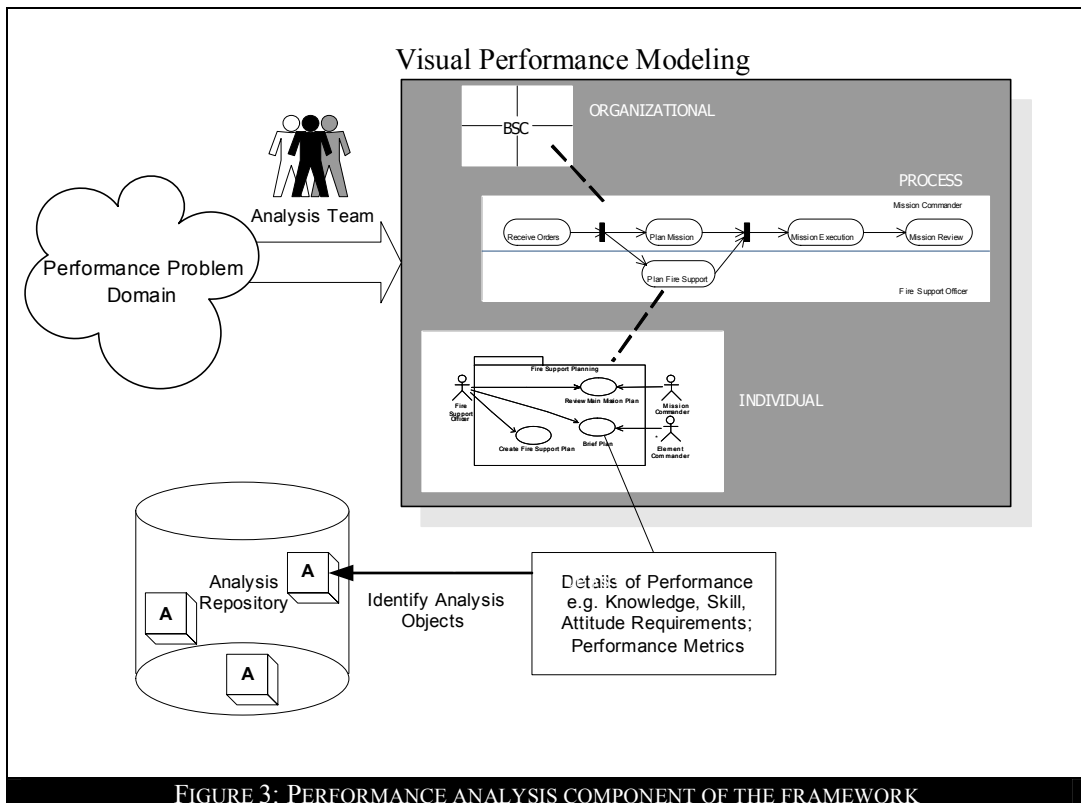 Visual Performance Modeling
ORGANIZATIONAL
BSC
PROCESS
Mission Commander
Analysis Team
Receive Orders
Plan Mission
Mission Execution
Mission Review
Performance Problem
Domain
Plan Fire Support
Fire Support Officer
Fire Support Planning
Fire
Support
Officer
Review Main Mission Plan
Mission
Commander
INDIVIDUAL
Create Fire Support Plan
Brief Plan
Element
Commander
A
Analysis
Repository
A
A
Identify Analysis
Objects
Details of Performance
e.g. Knowledge, Skill,
Attitude Requirements;
Performance Metrics
FIGURE 3: PERFORMANCE ANALYSIS COMPONENT OF THE FRAMEWORK